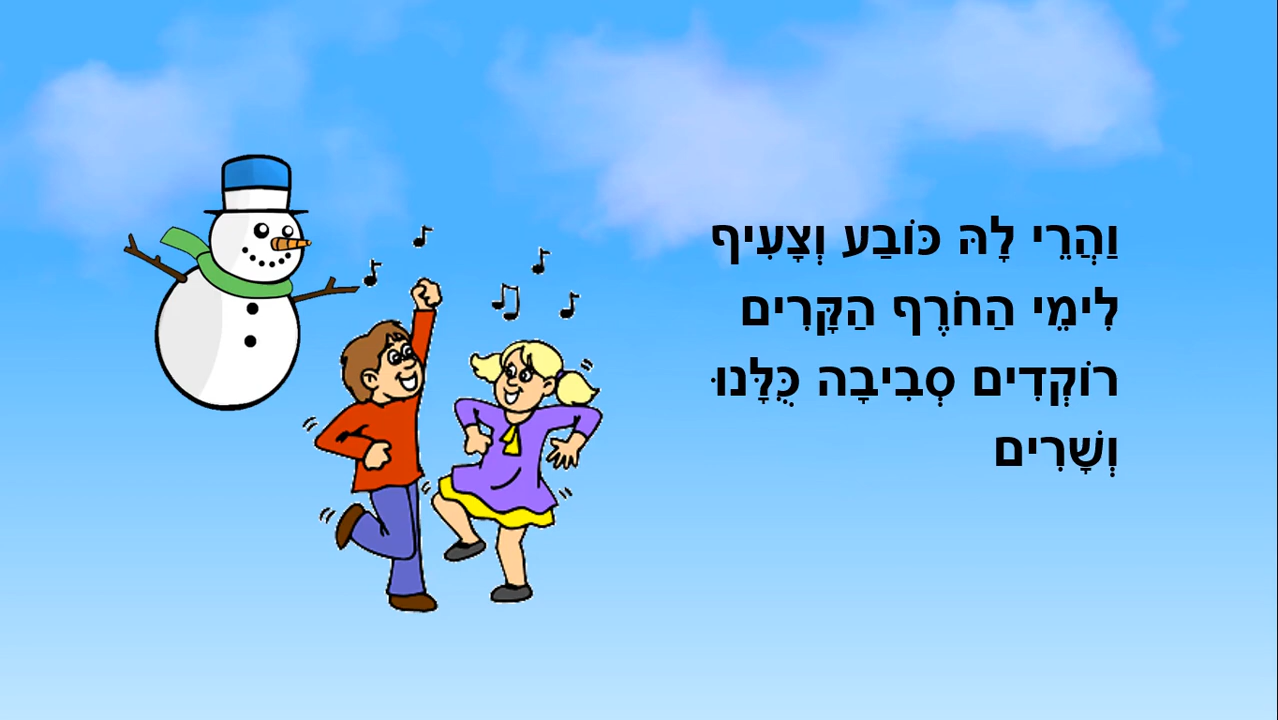 וַהֲרֵי לָהּ כּוֹבַע וְצָעִיף
לִימֵי הַחֹרֶף הַקָּרִים
רוֹקְדִים סְבִיבָה כֻּלָּנוּ
וְשָׁרִים